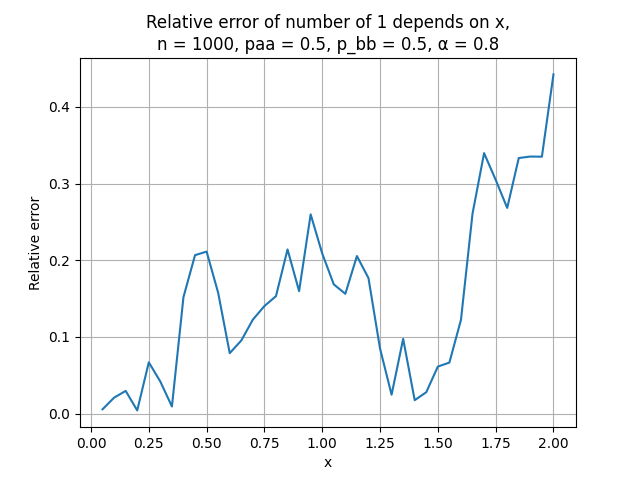 Relative error of number of 1 depends on x,
n = 1000, paa = 0.5, p_bb = 0.5, α = 0.8
Relative error
0.4
0.3
0.2
0.1
0.0
0.00 0.25 0.50 0.75 1.00 1.25 1.50 1.75 2.00
x